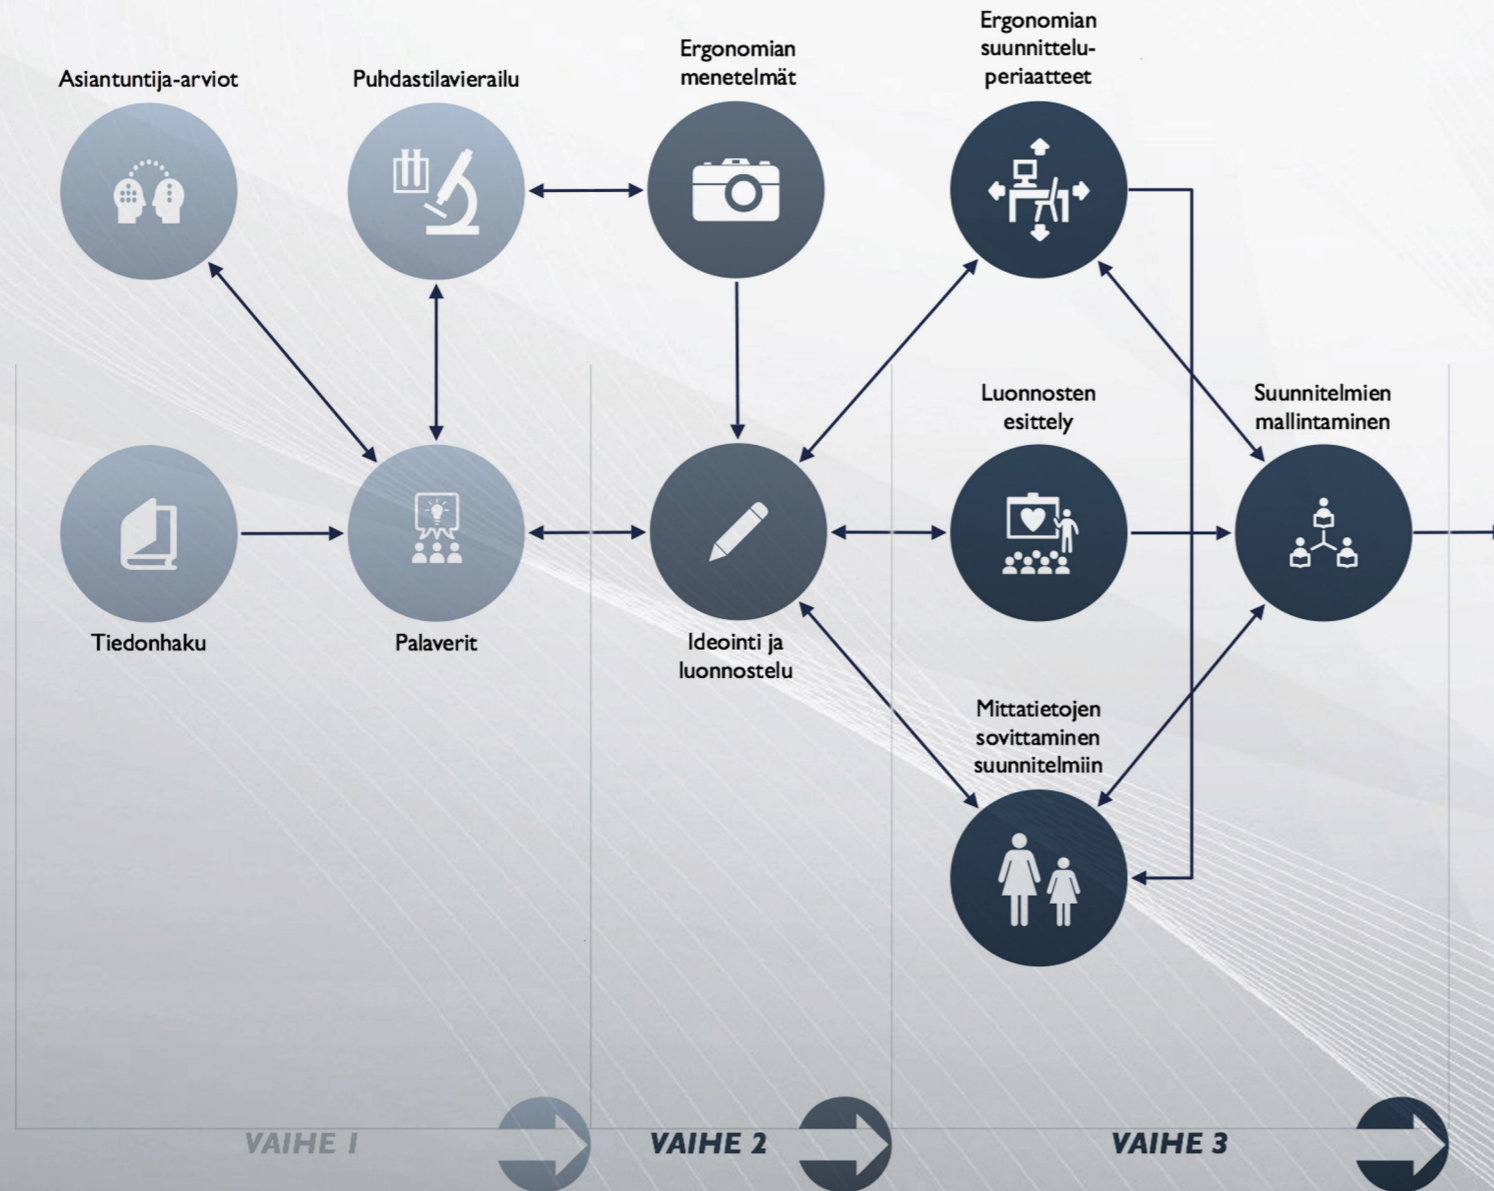 Asiantuntija-arviot
Puhdastilavierailu
Ergonomian
menetelmät
Ergonomian
suunnittelu-
periaatteet
Tiedonhaku
Palaverit
Ideointi ja
luonnostelu
Luonnosten
esittely
Suunnitelmien
mallintaminen
Mittatietojen
sovittaminen
suunnitelmiin
VAIHE 1
VAIHE 2
VAIHE 3